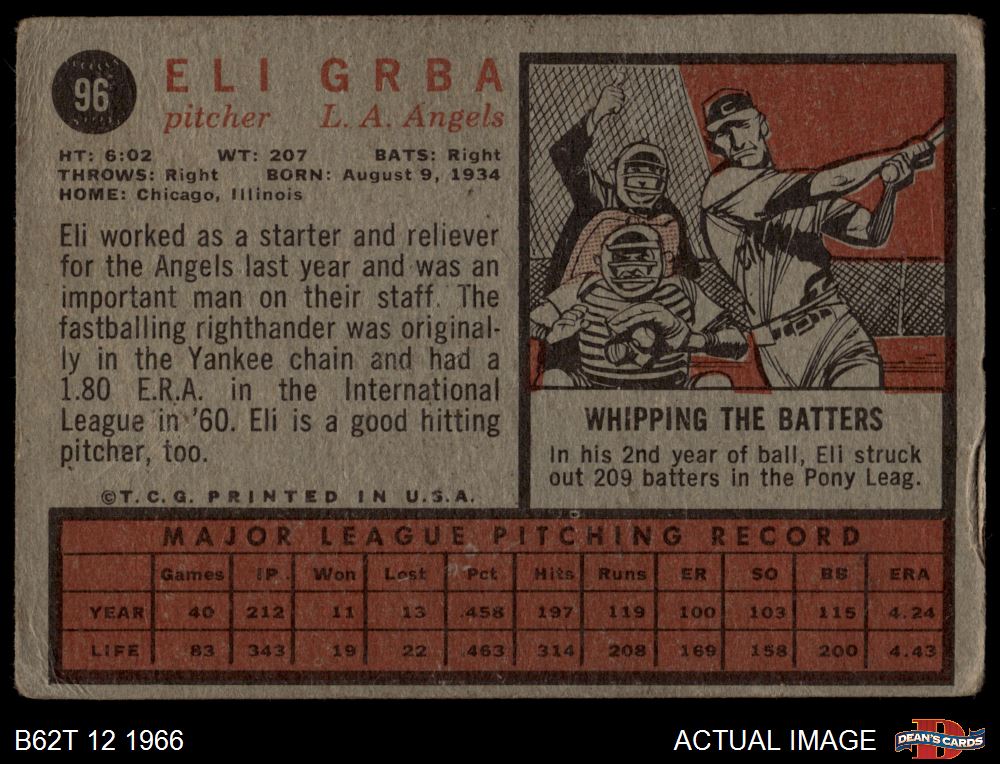 96
ELI GRBA
pitcher L. A. Angels
HT: 6:02 WT: 207 BATS: Right
THROWS: Right BORN: August 9, 1934
HOME: Chicago, Illinois
Eli worked as a starter and reliever
for the Angels last year and was an
important man on their staff. The
fastballing righthander was original-
ly in the Yankee chain and had a
1.80 E.R.A. in the International
League in '60. Eli is a good hitting
pitcher, too.
©T.C.G. PRINTED IN U.S.A.
C
WHIPPING THE BATTERS
In his 2nd year of ball, Eli struck
out 209 batters in the Pony Leag.
MAJOR LEAGUE PITCHING RECORD
Games IP. Won Lost Pct Hits Runs ER SO BB ERA
YEAR 40 212 11 13 .458 197 119 100 103 115 4.24
LIFE 83 343 19 22 .463 314 208 169 158 200 4.43
B62T 12 1966
ACTUAL IMAGE
DEAN'S CARDS